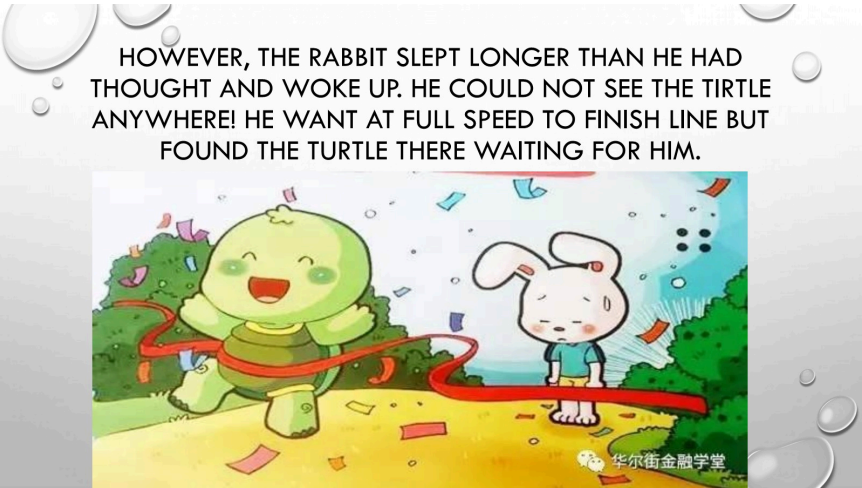 HOWEVER, THE RABBIT SLEPT LONGER THAN HE HAD
THOUGHT AND WOKE UP. HE COULD NOT SEE THE TIRTLE
ANYWHERE! HE WANT AT FULL SPEED TO FINISH LINE BUT
FOUND THE TURTLE THERE WAITING FOR HIM.
华尔街金融学堂